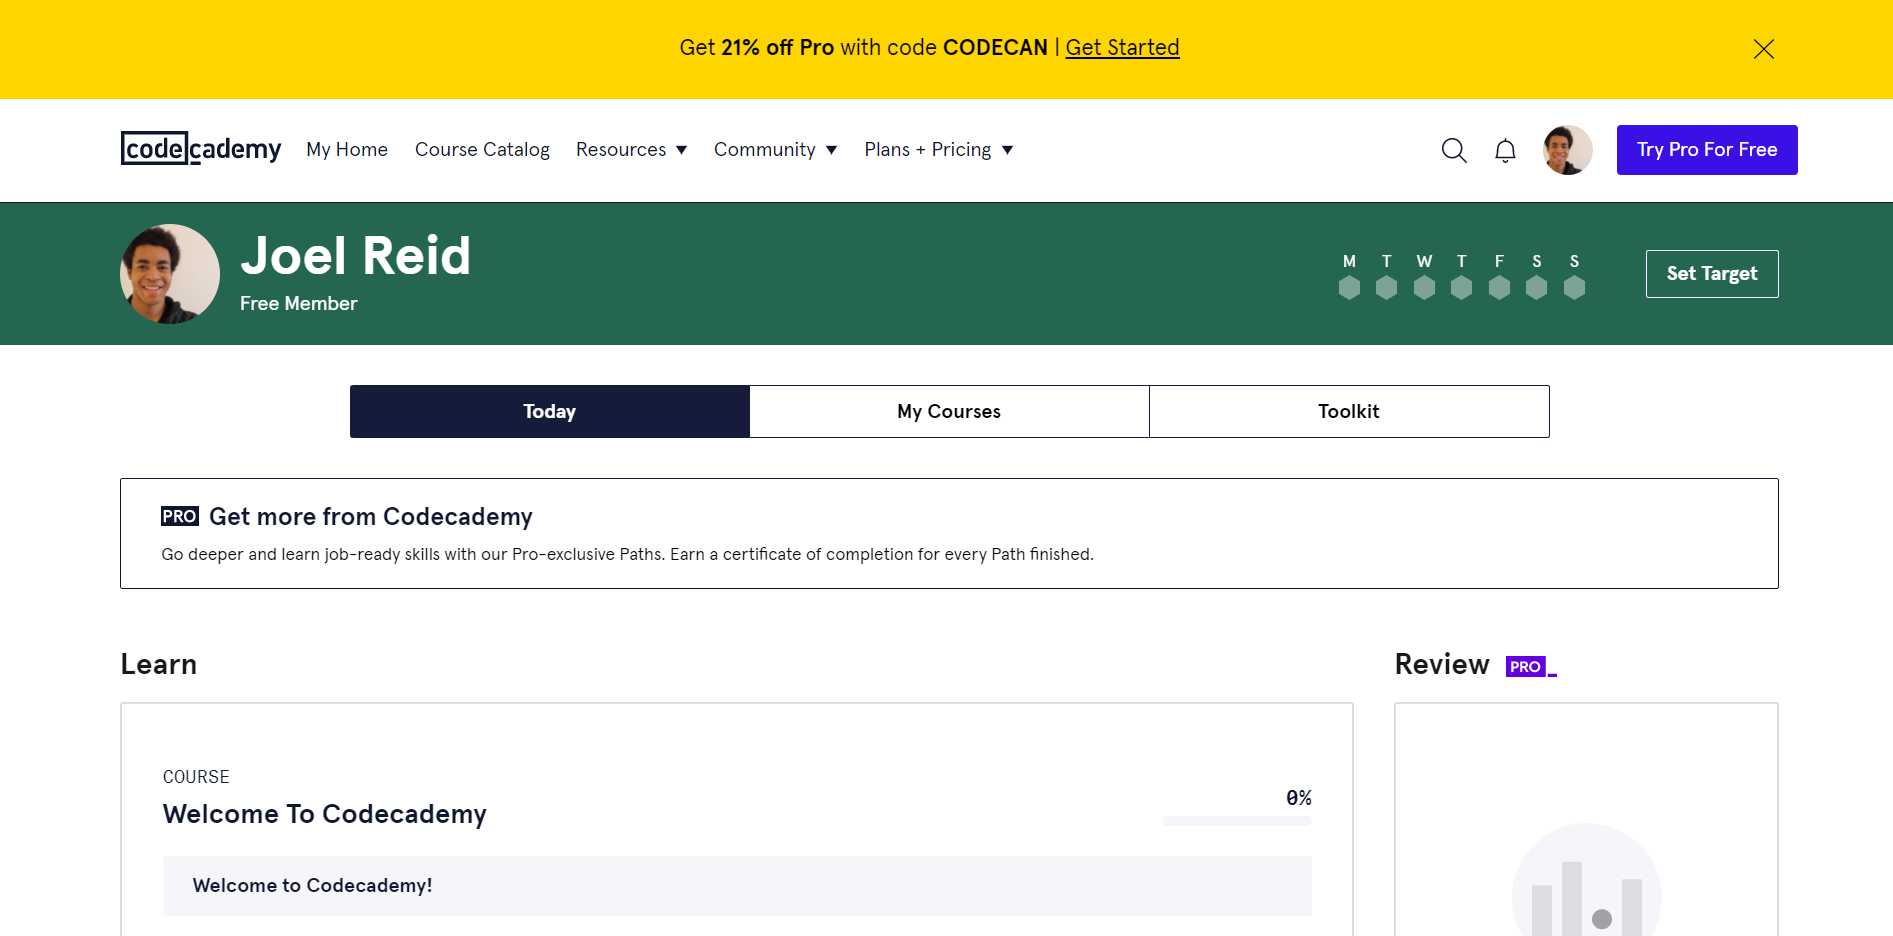 Get 21% off Pro with code CODECAN | Get Started
codecademy My Home Course Catalog Resources Community Plans + Pricing Try Pro For Free
Joel Reid
Free Member
M T W T F S S
Set Target
Today My Courses Toolkit
PRO Get more from Codecademy
Go deeper and learn job-ready skills with our Pro-exclusive Paths. Earn a certificate of completion for every Path finished.
Learn
Review PRO
COURSE
Welcome To Codecademy
0%
Welcome to Codecademy!